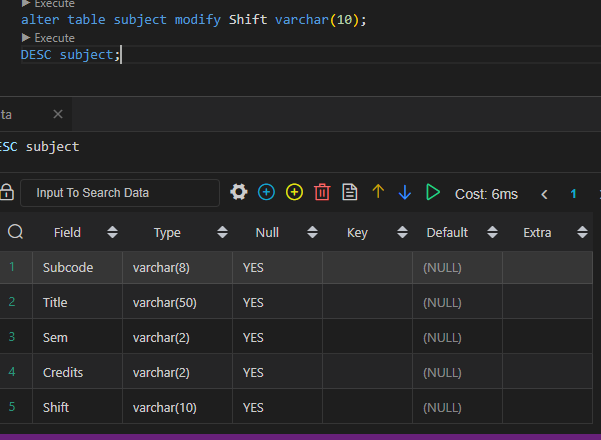 Execute
alter table subject modify Shift varchar(10);
Execute
DESC subject;
ta
ESC subject
Input To Search Data Cost: 6ms 1
Field Type Null Key Default Extra
1 Subcode varchar(8) YES (NULL)
2 Title varchar(50) YES (NULL)
3 Sem varchar(2) YES (NULL)
4 Credits varchar(2) YES (NULL)
5 Shift varchar(10) YES (NULL)